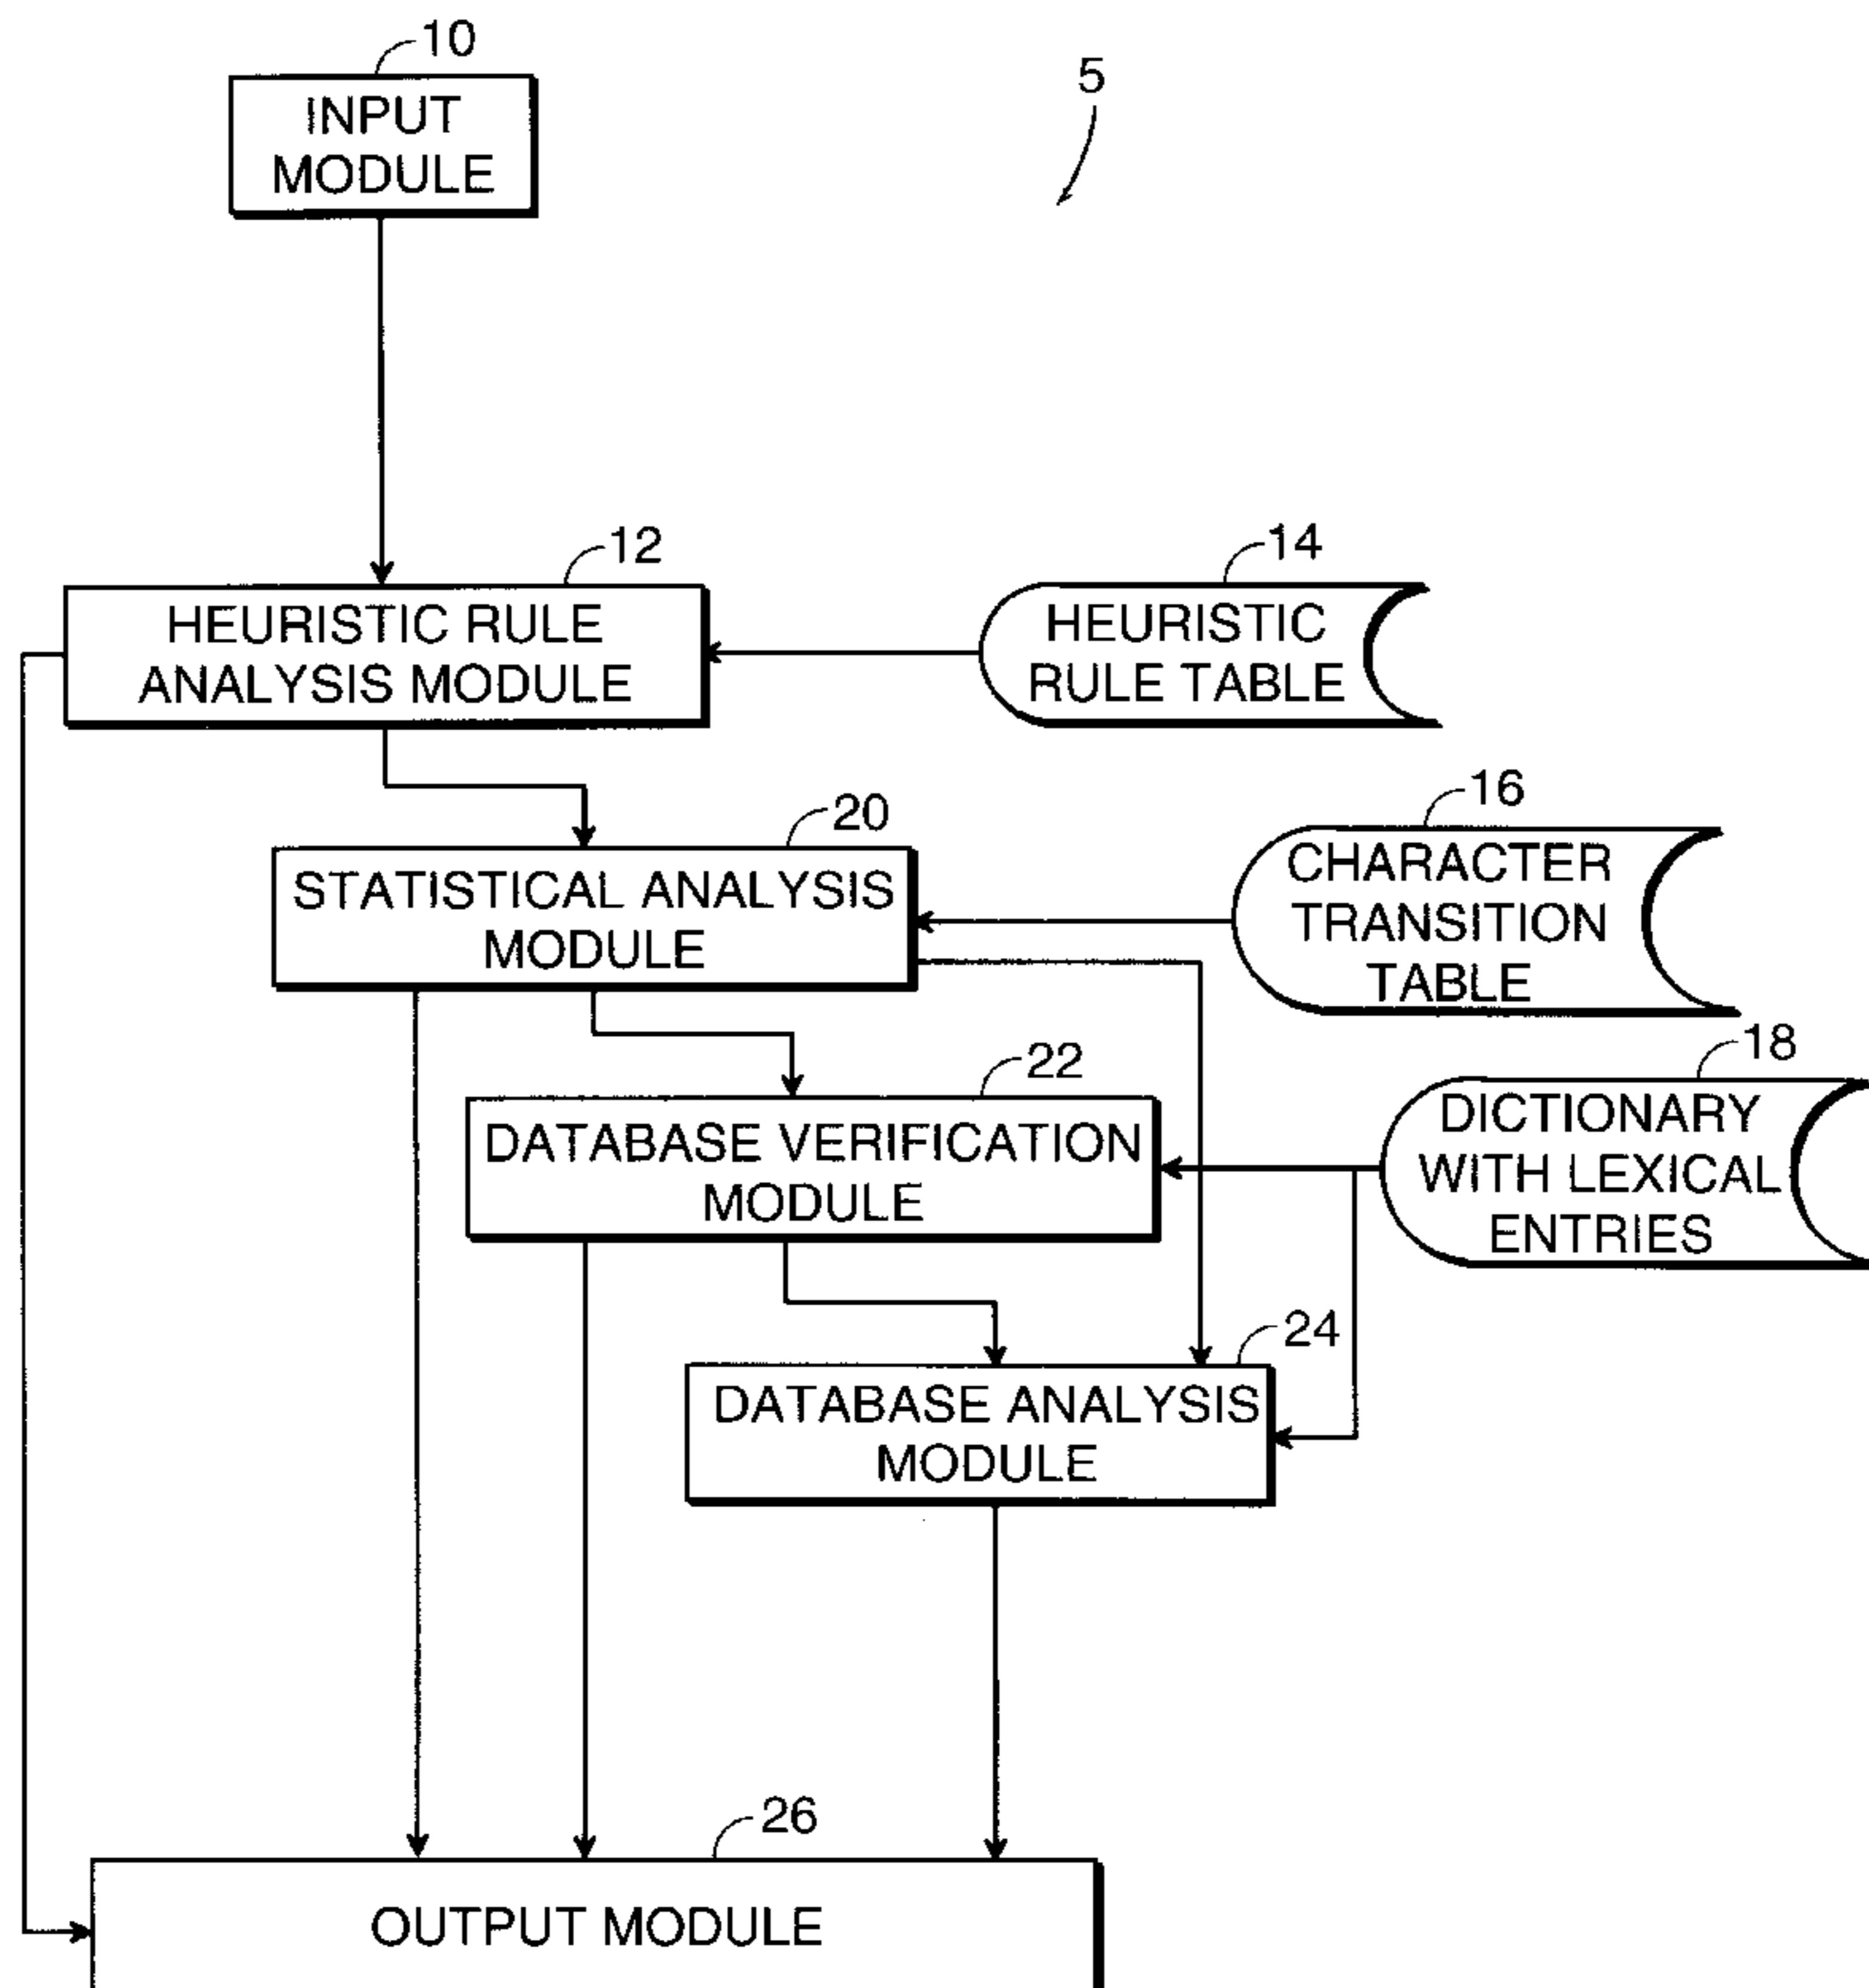 10
INPUT
MODULE
5
12
HEURISTIC RULE
ANALYSIS MODULE
14
HEURISTIC
RULE TABLE
20
STATISTICAL ANALYSIS
MODULE
16
CHARACTER
TRANSITION
TABLE
22
DATABASE VERIFICATION
MODULE
18
DICTIONARY
WITH LEXICAL
ENTRIES
24
DATABASE ANALYSIS
MODULE
26
OUTPUT MODULE